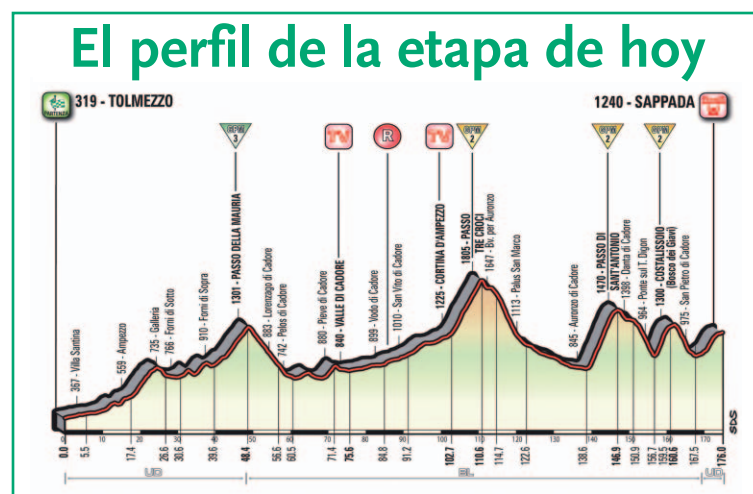 El perfil de la etapa de hoy
319 - TOLMEZZO
1240 - SAPPADA
PARTENZA
GPM
3
TV
R
TV
GPM
2
GPM
2
GPM
2
367 - Villa Santina
559 - Ampezzo
735 - Galleria
766 - Forni di Sotto
910 - Forni di Sopra
1301 - PASSO DELLA MAURIA
883 - Lorenzago di Cadore
742 - Pelos di Cadore
880 - Pieve di Cadore
840 - VALLE DI CADORE
899 - Vodo di Cadore
1010 - San Vito di Cadore
1225 - CORTINA D'AMPEZZO
1805 - PASSO
TRE CROCI
1647 - Bv. per Auronzo
1113 - Palus San Marco
845 - Auronzo di Cadore
1470 - PASSO DI
SANT'ANTONIO
1398 - Danta di Cadore
964 - Ponte sul T. Digon
1300 - COSTALISSOIO
(Bosco dei Giavi)
975 - San Pietro di Cadore
SDS
0 10 20 30 40 50 60 70 80 90 100 110 120 130 140 150 160 170
0.0 5.5 17.4 26.6 30.6 39.6 48.4 56.6 60.5 71.4 75.6 84.8 91.2 102.7 110.6 114.7 122.6 138.6 146.9 150.9 155.7 159.5 160.6 167.5 176.0
UD BL UD